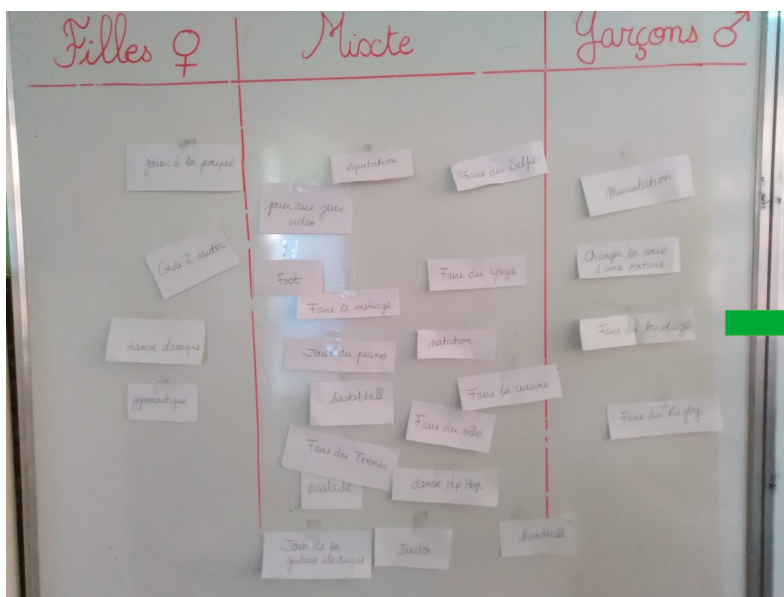 Filles ♀
Mixte
Garçons ♂
jouer à la poupée
Corde à sauter
danse classique
gymnastique
équitation
Faire des Selfies
jouer aux jeux
vidéo
Foot
Faire du Yoga
Faire le ménage
Jouer du piano
natation
basketball
Faire la cuisine
Faire du vélo
Faire du Tennis
escalade
danse Hip Hop
Jouer de la
guitare électrique
Judo
handball
Musculation
Changer la roue
d'une voiture
Faire du bricolage
Faire du Rugby